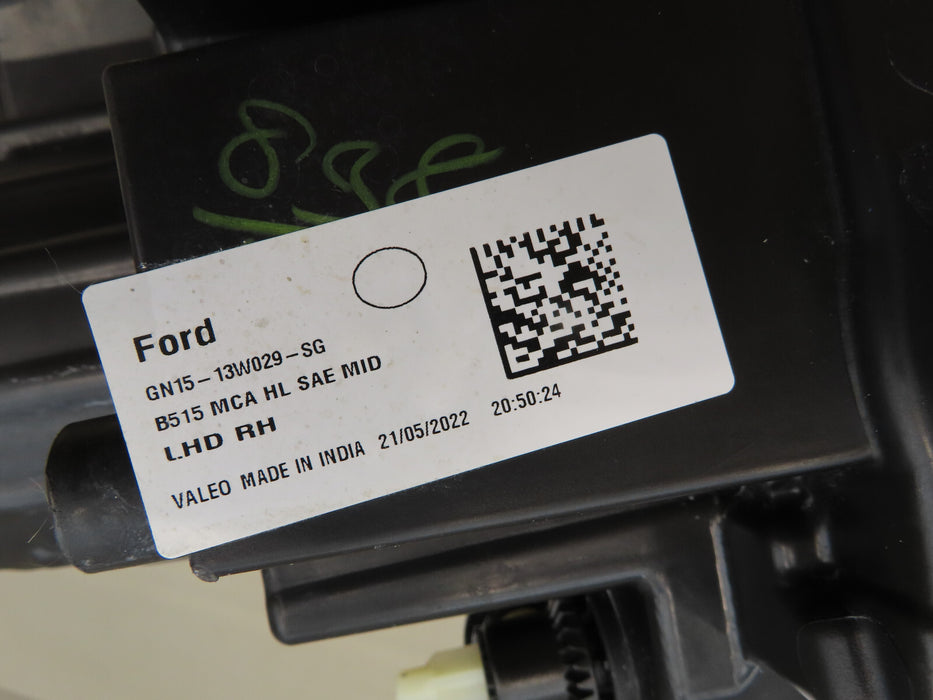 Ford
GN15-13W029-SG
B515 MCA HL SAE MID
LHD RH
VALEO MADE IN INDIA 21/05/2022 20:50:24